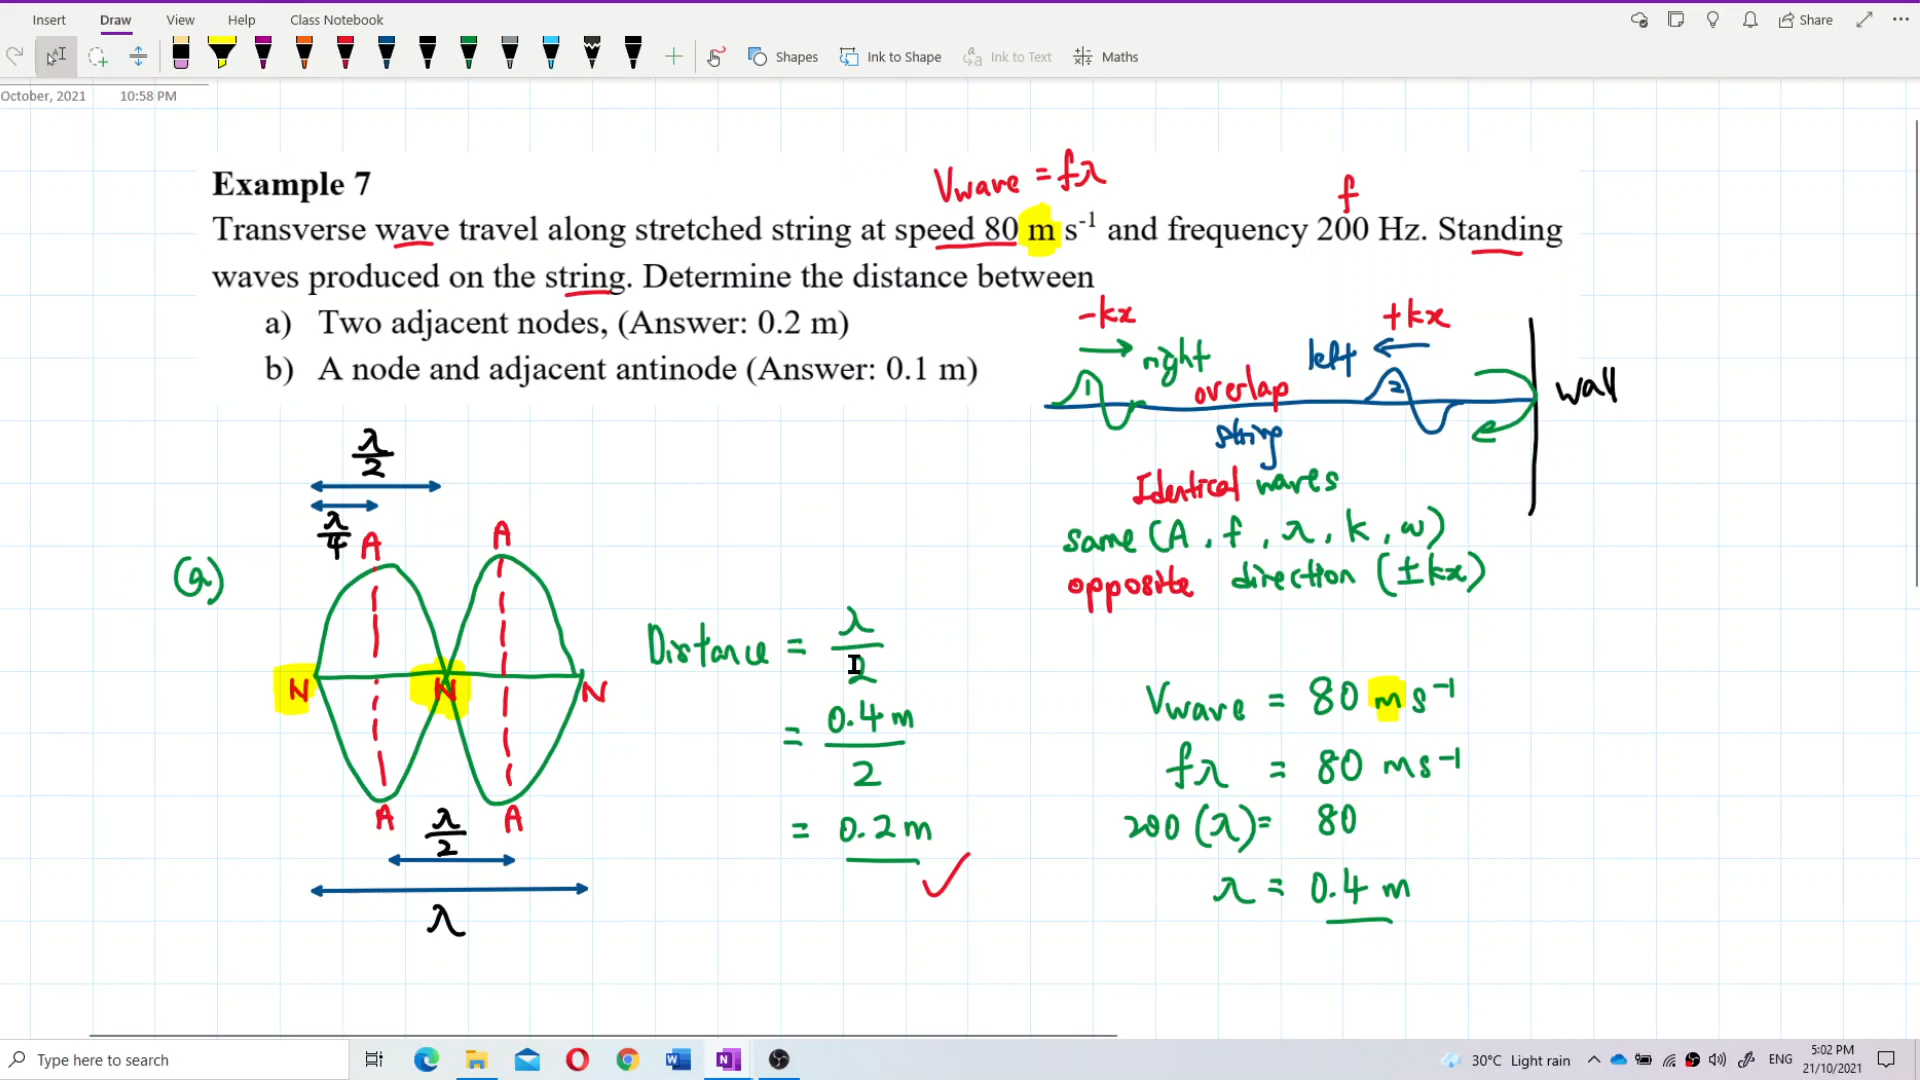 Insert Draw View Help Class Notebook Share
Shapes Ink to Shape Ink to Text Maths
October, 2021 10:58 PM
Vwave = fλ
f
Example 7
Transverse wave travel along stretched string at speed 80 m s⁻¹ and frequency 200 Hz. Standing
waves produced on the string. Determine the distance between
a) Two adjacent nodes, (Answer: 0.2 m)
b) A node and adjacent antinode (Answer: 0.1 m)
-kx +kx
right left
1 overlap 2 wall
string
Identical waves
same (A, f, λ, k, ω)
opposite direction (±kx)
λ/2
λ/4
A A
(a)
N N N
A A
λ/2
λ
Distance = λ/2
= 0.4 m / 2
= 0.2 m ✓
Vwave = 80 m s⁻¹
fλ = 80 ms⁻¹
200 (λ) = 80
λ = 0.4 m
Type here to search
30°C Light rain ENG 5:02 PM
21/10/2021